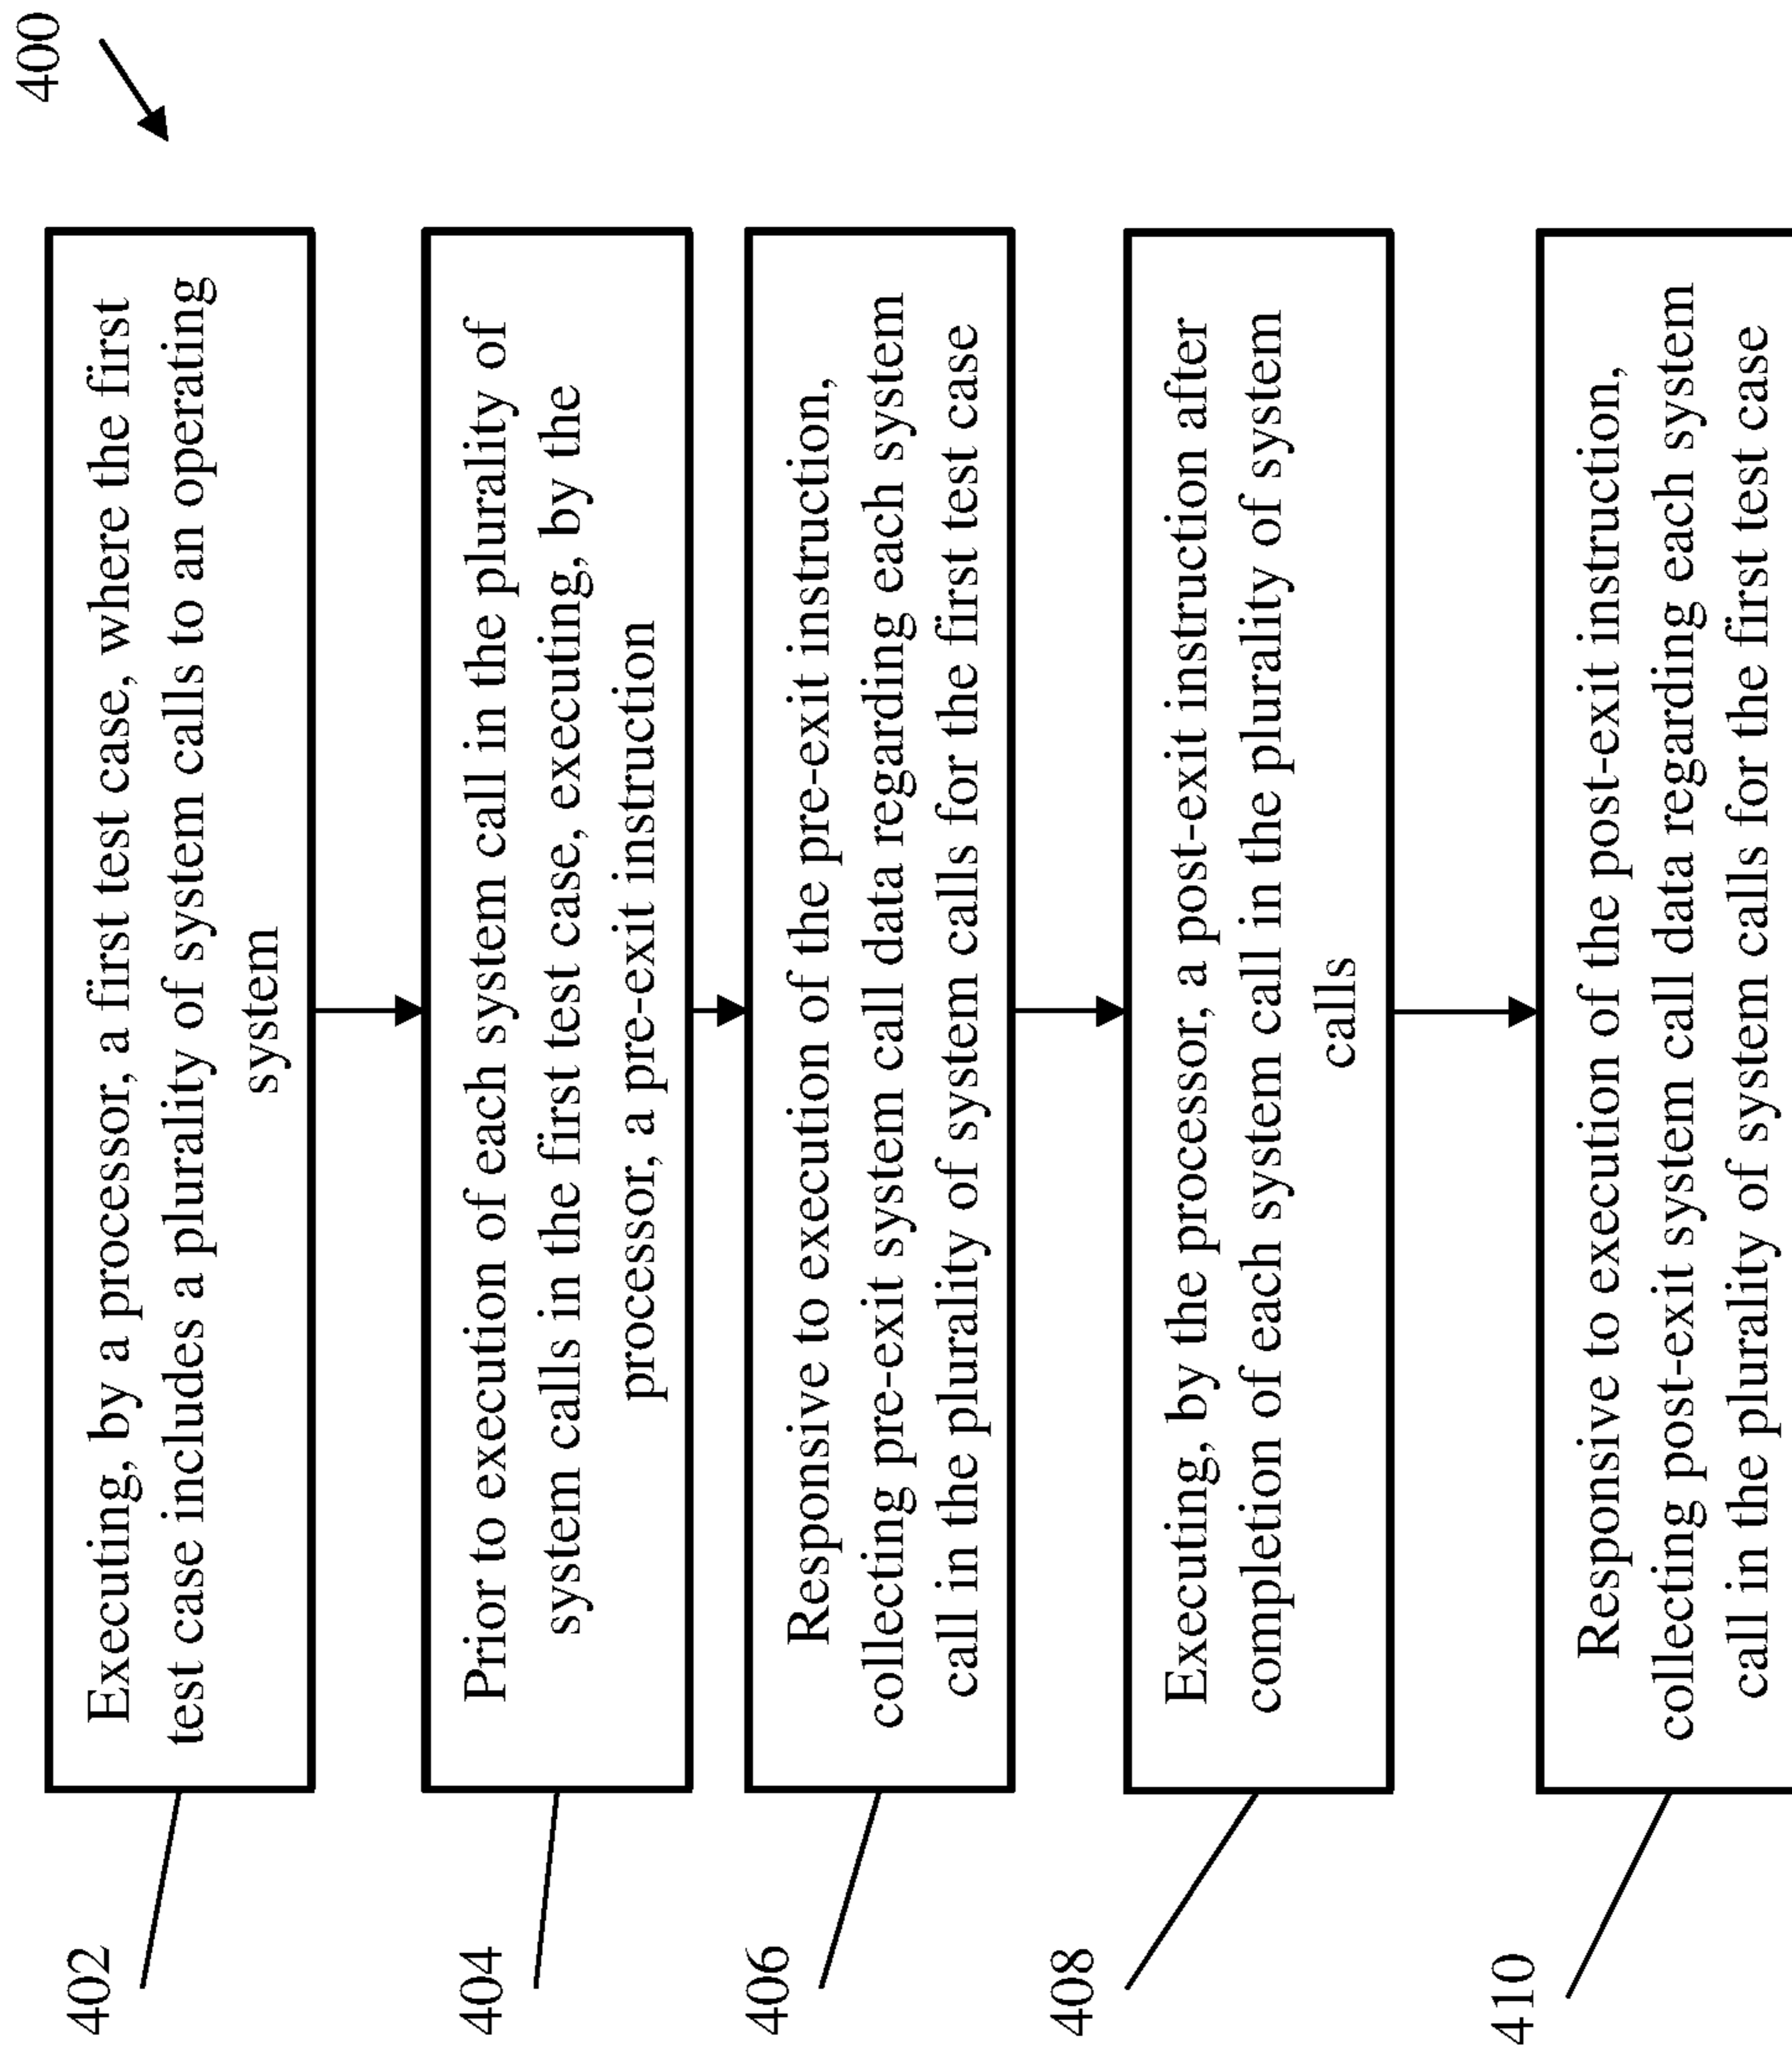 400
402
Executing, by a processor, a first test case, where the first
test case includes a plurality of system calls to an operating
system
404
Prior to execution of each system call in the plurality of
system calls in the first test case, executing, by the
processor, a pre-exit instruction
406
Responsive to execution of the pre-exit instruction,
collecting pre-exit system call data regarding each system
call in the plurality of system calls for the first test case
408
Executing, by the processor, a post-exit instruction after
completion of each system call in the plurality of system
calls
410
Responsive to execution of the post-exit instruction,
collecting post-exit system call data regarding each system
call in the plurality of system calls for the first test case